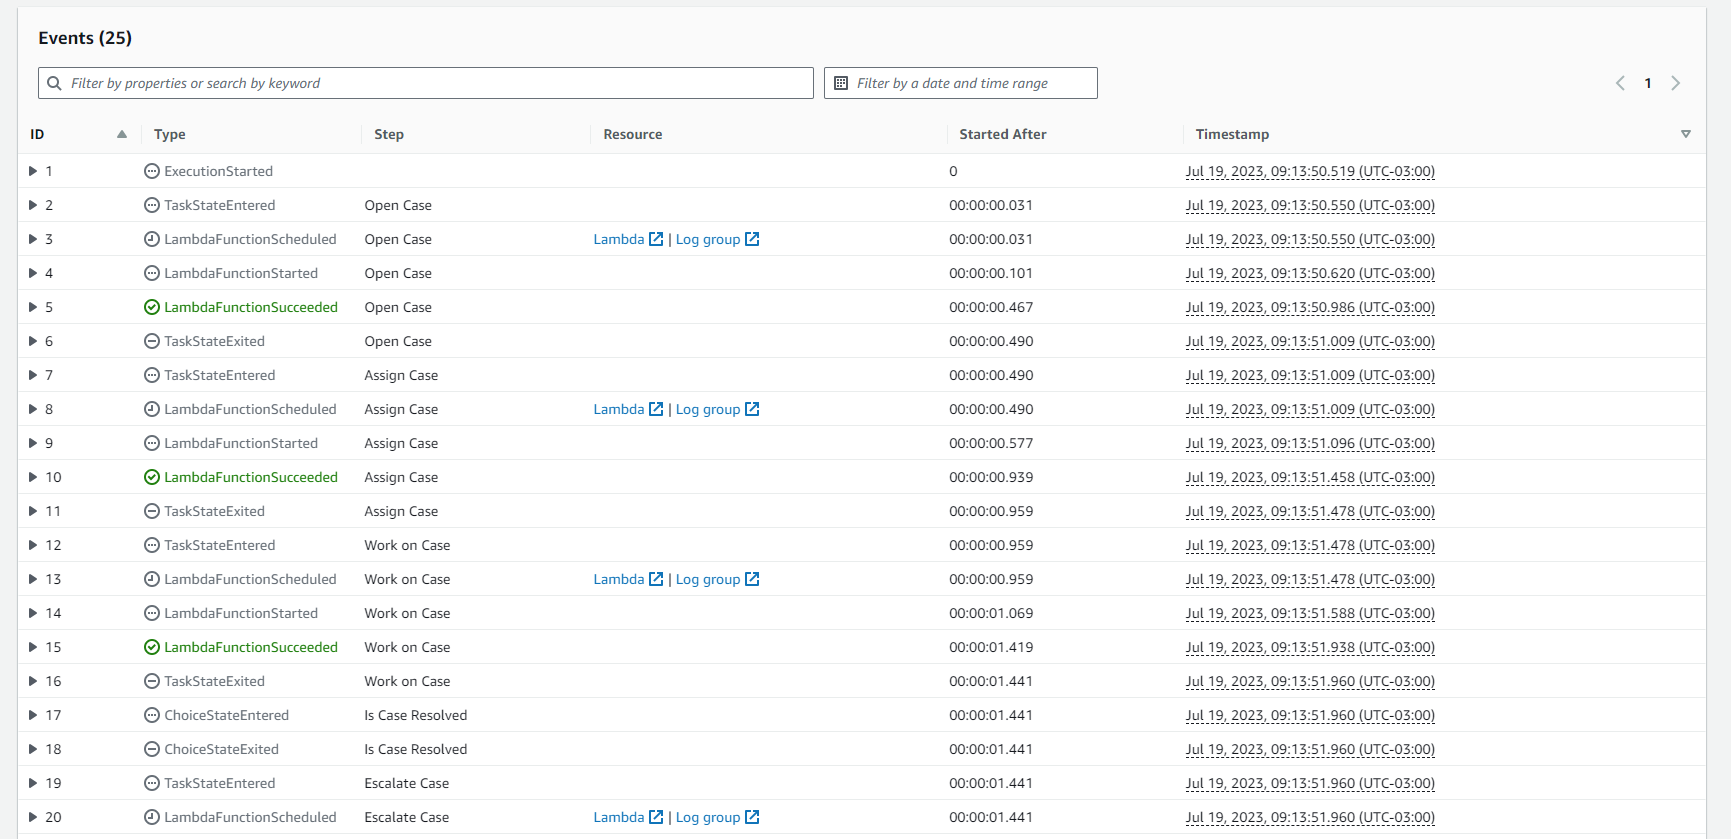 Events (25)
Filter by properties or search by keyword Filter by a date and time range 1
ID Type Step Resource Started After Timestamp
1 ExecutionStarted 0 Jul 19, 2023, 09:13:50.519 (UTC-03:00)
2 TaskStateEntered Open Case 00:00:00.031 Jul 19, 2023, 09:13:50.550 (UTC-03:00)
3 LambdaFunctionScheduled Open Case Lambda | Log group 00:00:00.031 Jul 19, 2023, 09:13:50.550 (UTC-03:00)
4 LambdaFunctionStarted Open Case 00:00:00.101 Jul 19, 2023, 09:13:50.620 (UTC-03:00)
5 LambdaFunctionSucceeded Open Case 00:00:00.467 Jul 19, 2023, 09:13:50.986 (UTC-03:00)
6 TaskStateExited Open Case 00:00:00.490 Jul 19, 2023, 09:13:51.009 (UTC-03:00)
7 TaskStateEntered Assign Case 00:00:00.490 Jul 19, 2023, 09:13:51.009 (UTC-03:00)
8 LambdaFunctionScheduled Assign Case Lambda | Log group 00:00:00.490 Jul 19, 2023, 09:13:51.009 (UTC-03:00)
9 LambdaFunctionStarted Assign Case 00:00:00.577 Jul 19, 2023, 09:13:51.096 (UTC-03:00)
10 LambdaFunctionSucceeded Assign Case 00:00:00.939 Jul 19, 2023, 09:13:51.458 (UTC-03:00)
11 TaskStateExited Assign Case 00:00:00.959 Jul 19, 2023, 09:13:51.478 (UTC-03:00)
12 TaskStateEntered Work on Case 00:00:00.959 Jul 19, 2023, 09:13:51.478 (UTC-03:00)
13 LambdaFunctionScheduled Work on Case Lambda | Log group 00:00:00.959 Jul 19, 2023, 09:13:51.478 (UTC-03:00)
14 LambdaFunctionStarted Work on Case 00:00:01.069 Jul 19, 2023, 09:13:51.588 (UTC-03:00)
15 LambdaFunctionSucceeded Work on Case 00:00:01.419 Jul 19, 2023, 09:13:51.938 (UTC-03:00)
16 TaskStateExited Work on Case 00:00:01.441 Jul 19, 2023, 09:13:51.960 (UTC-03:00)
17 ChoiceStateEntered Is Case Resolved 00:00:01.441 Jul 19, 2023, 09:13:51.960 (UTC-03:00)
18 ChoiceStateExited Is Case Resolved 00:00:01.441 Jul 19, 2023, 09:13:51.960 (UTC-03:00)
19 TaskStateEntered Escalate Case 00:00:01.441 Jul 19, 2023, 09:13:51.960 (UTC-03:00)
20 LambdaFunctionScheduled Escalate Case Lambda | Log group 00:00:01.441 Jul 19, 2023, 09:13:51.960 (UTC-03:00)